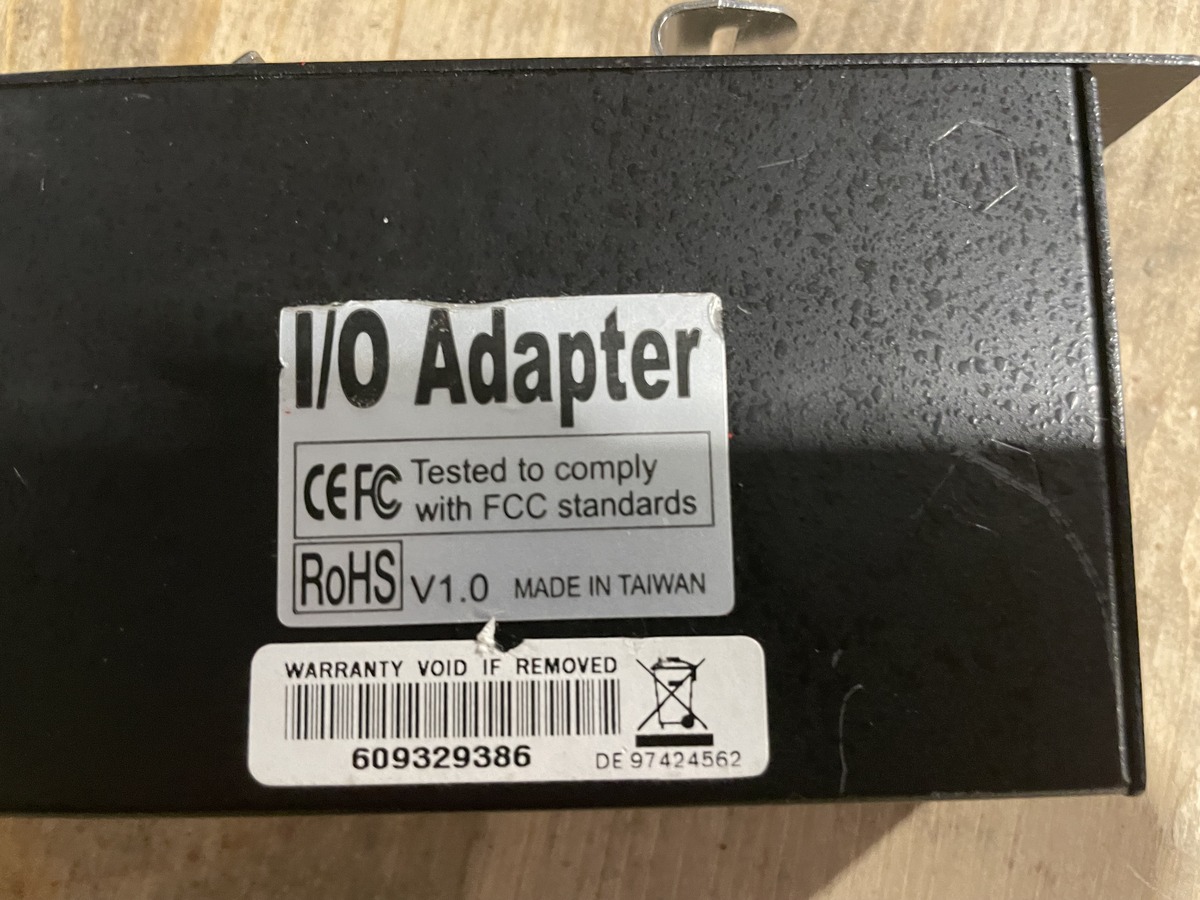 I/O Adapter
CE FC Tested to comply
with FCC standards
RoHS V1.0 MADE IN TAIWAN
WARRANTY VOID IF REMOVED
609329386
DE 97424562